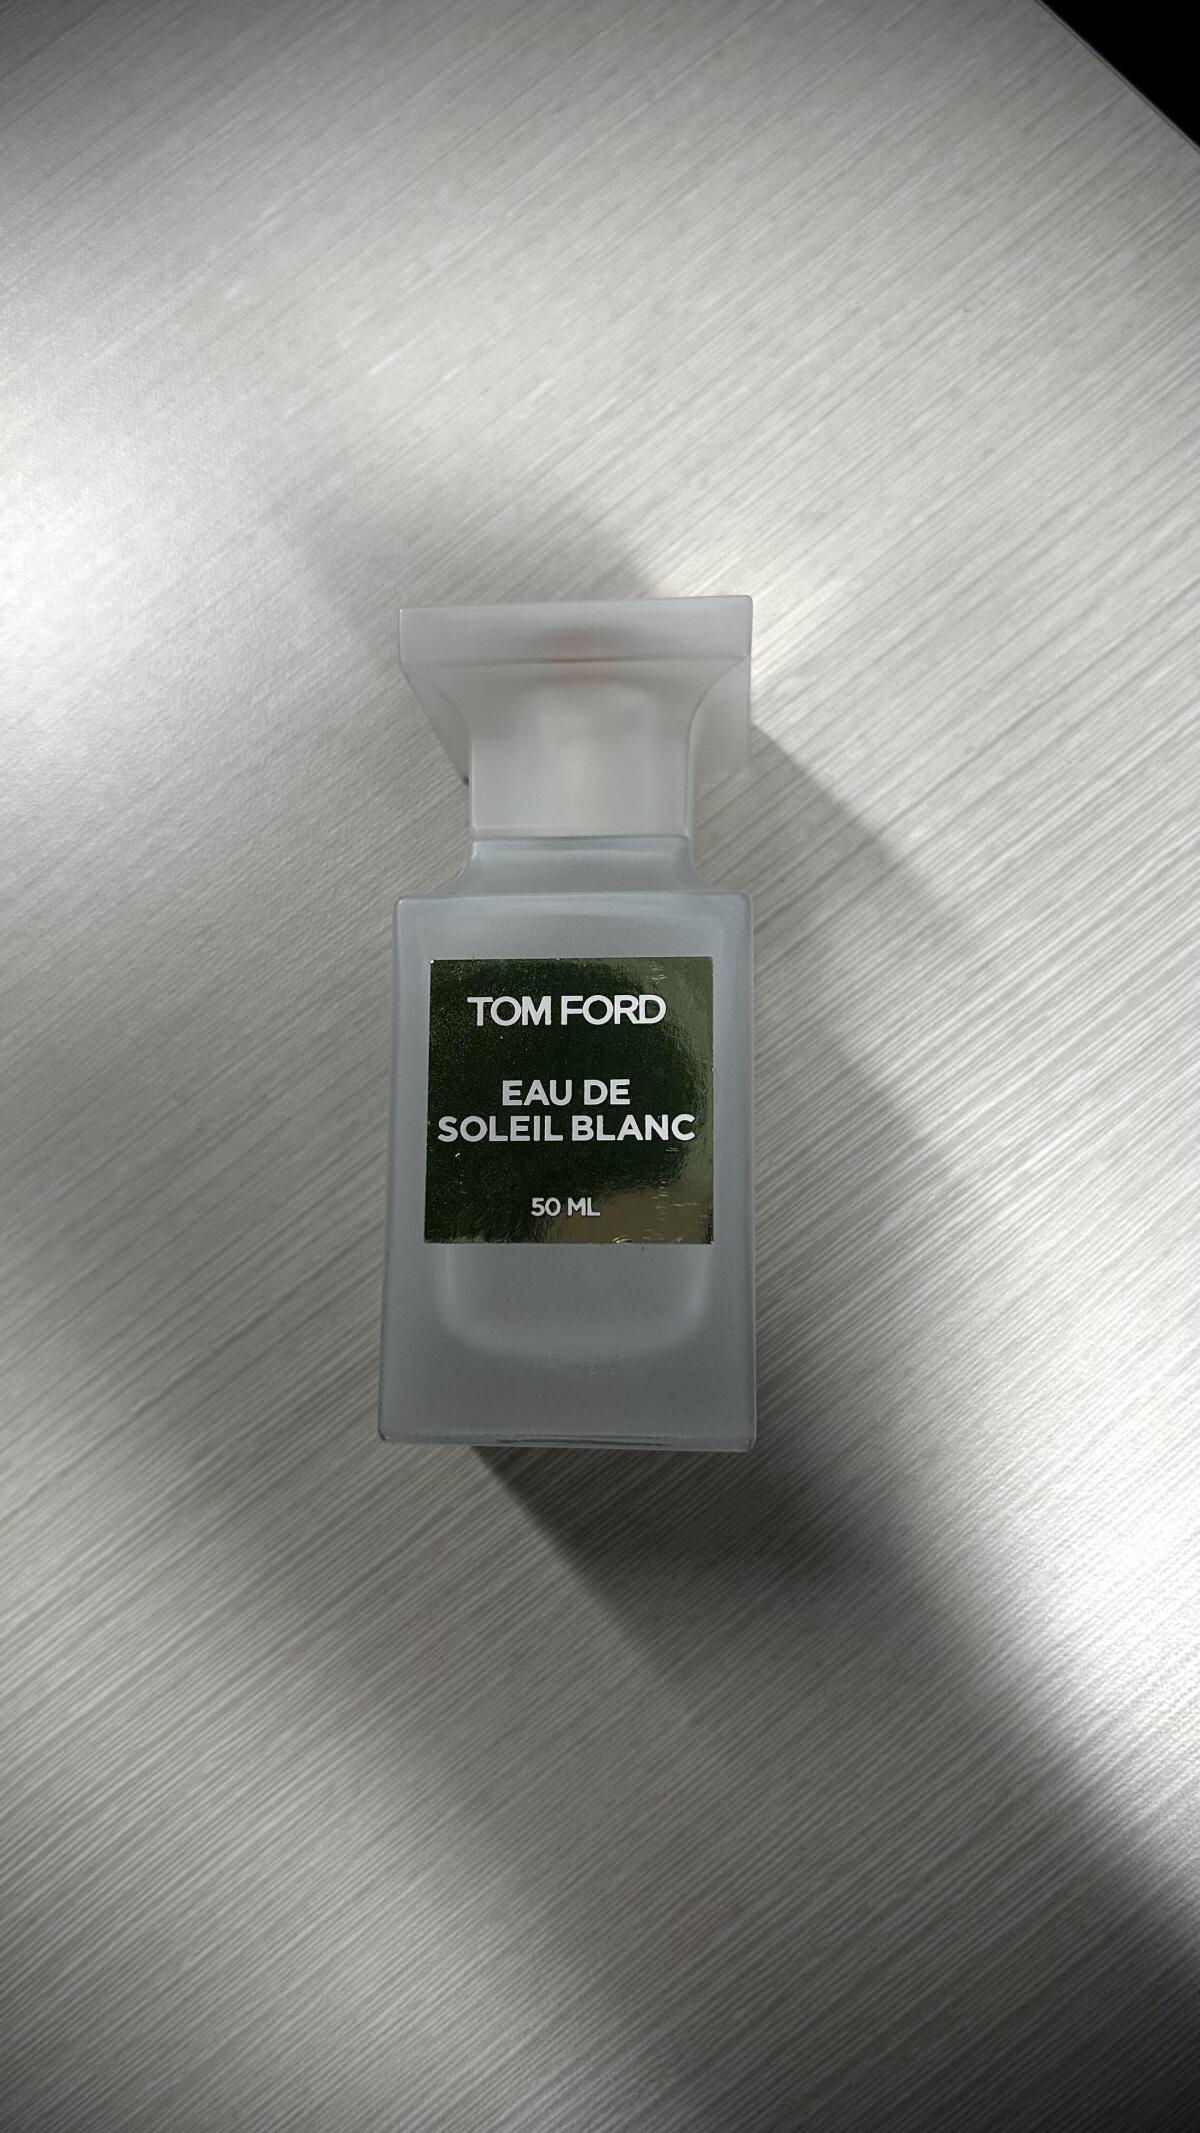 TOM FORD
EAU DE
SOLEIL BLANC
50 ML